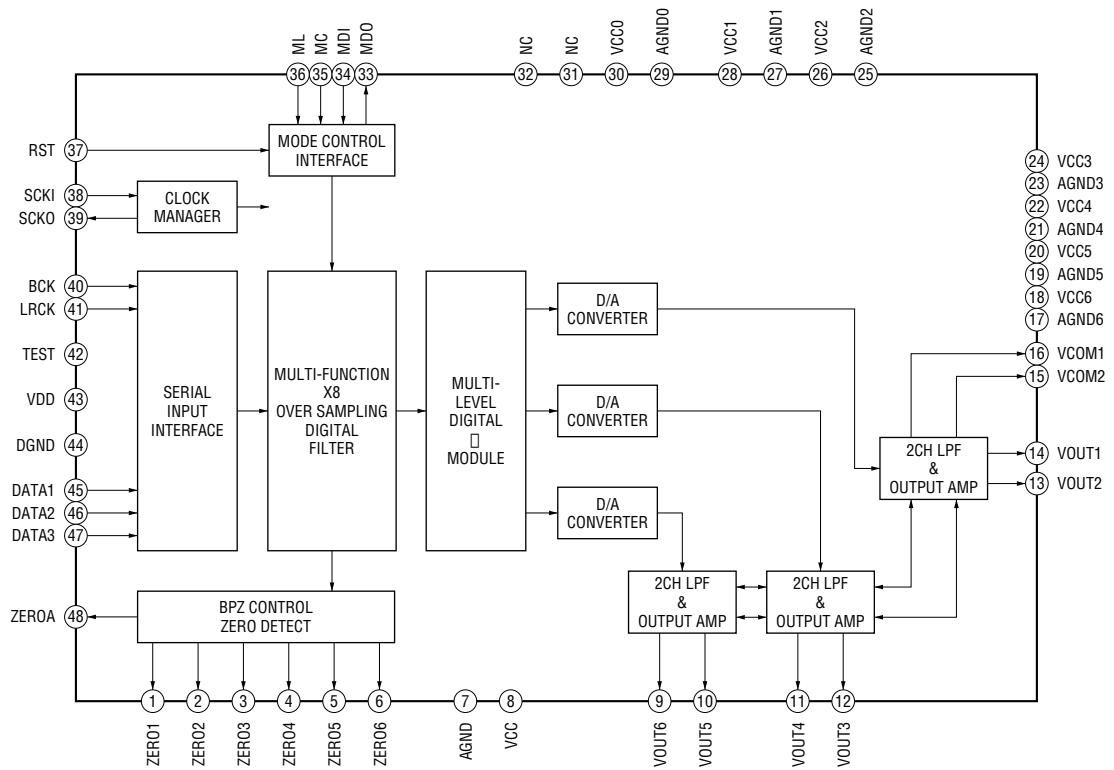 ML
MC
MDI
MDO
NC
NC
VCC0
AGND0
VCC1
AGND1
VCC2
AGND2
36 35 34 33 32 31 30 29 28 27 26 25
RST 37
MODE CONTROL
INTERFACE
SCKI 38
SCKO 39
CLOCK
MANAGER
24 VCC3
23 AGND3
22 VCC4
21 AGND4
20 VCC5
19 AGND5
18 VCC6
17 AGND6
16 VCOM1
15 VCOM2
14 VOUT1
13 VOUT2
BCK 40
LRCK 41
TEST 42
VDD 43
DGND 44
DATA1 45
DATA2 46
DATA3 47
SERIAL
INPUT
INTERFACE
MULTI-FUNCTION
X8
OVER SAMPLING
DIGITAL
FILTER
MULTI-
LEVEL
DIGITAL
MODULE
D/A
CONVERTER
D/A
CONVERTER
D/A
CONVERTER
2CH LPF
&
OUTPUT AMP
2CH LPF
&
OUTPUT AMP
2CH LPF
&
OUTPUT AMP
ZEROA 48
BPZ CONTROL
ZERO DETECT
1 2 3 4 5 6 7 8 9 10 11 12
ZERO1
ZERO2
ZERO3
ZERO4
ZERO5
ZERO6
AGND
VCC
VOUT6
VOUT5
VOUT4
VOUT3